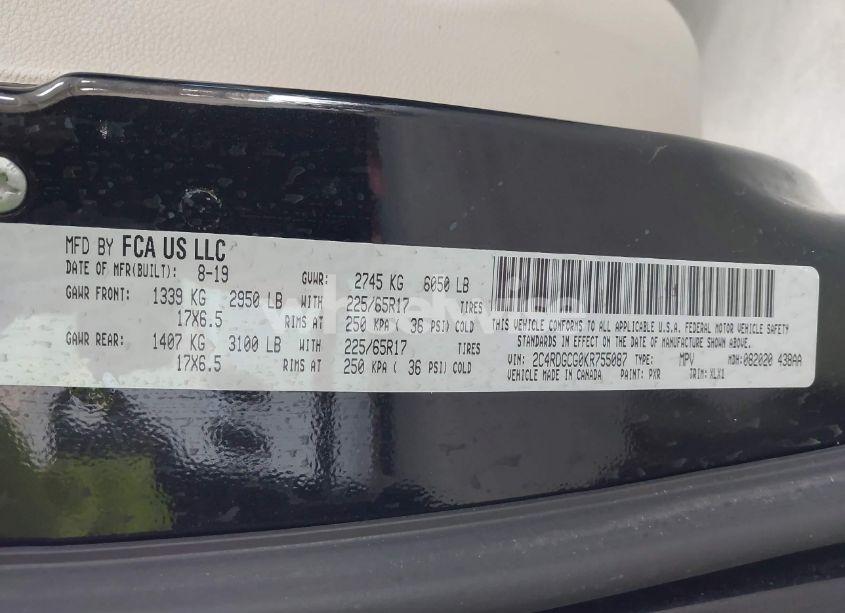 MFD BY FCA US LLC
DATE OF MFR(BUILT): 8-19 GVWR: 2745 KG 6050 LB
GAWR FRONT: 1339 KG 2950 LB WITH 225/65R17 TIRES
17X6.5 RIMS AT 250 KPA ( 36 PSI) COLD
GAWR REAR: 1407 KG 3100 LB WITH 225/65R17 TIRES
17X6.5 RIMS AT 250 KPA ( 36 PSI) COLD
THIS VEHICLE CONFORMS TO ALL APPLICABLE U.S.A. FEDERAL MOTOR VEHICLE SAFETY
STANDARDS IN EFFECT ON THE DATE OF MANUFACTURE SHOWN ABOVE.
VIN: 2C4RDGCG0KR755087 TYPE: MPV MDH: 082020 438AA
VEHICLE MADE IN CANADA PAINT: PXR TRIM: XLX1